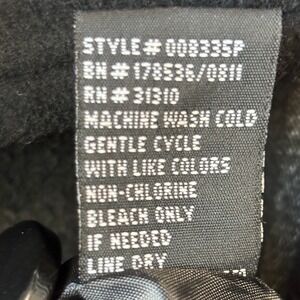 STYLE# 008335P
BN# 178536/0811
RN# 31310
MACHINE WASH COLD
GENTLE CYCLE
WITH LIKE COLORS
NON-CHLORINE
BLEACH ONLY
IF NEEDED
LINE DRY